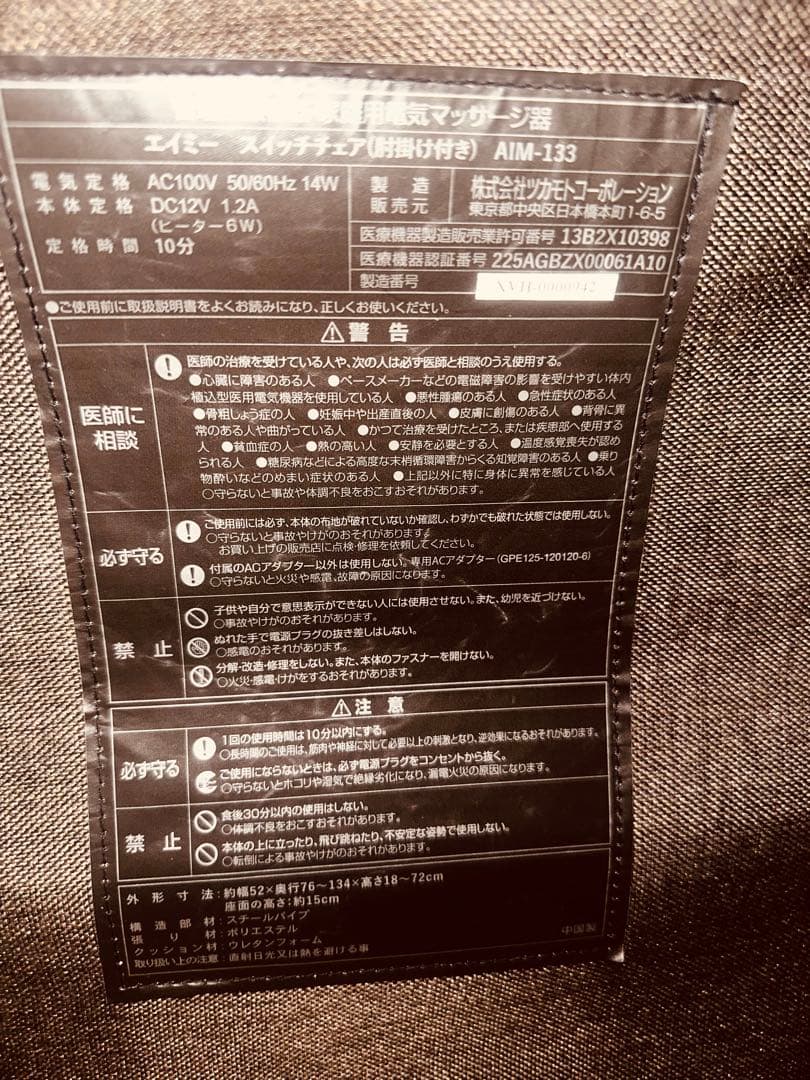 用電気マッサージ器
エイミー スイッチチェア(肘掛け付き) AIM-133
電気定格 AC100V 50/60Hz 14W
本体定格 DC12V 1.2A
(ヒーター6W)
定格時間 10分
製造
販売元
株式会社ツカモトコーポレーション
東京都中央区日本橋本町1-6-5
医療機器製造販売業許可番号 13B2X10398
医療機器認証番号 225AGBZX00061A10
製造番号 XVH-0000942
●ご使用前に取扱説明書をよくお読みになり、正しくお使いください。
⚠警告
医師に
相談
医師の治療を受けている人や、次の人は必ず医師と相談のうえ使用する。
●心臓に障害のある人 ●ペースメーカーなどの電磁障害の影響を受けやすい体内
植込型医用電気機器を使用している人 ●悪性腫瘍のある人 ●急性症状のある人
●骨粗しょう症の人 ●妊娠中や出産直後の人 ●皮膚に創傷のある人 ●背骨に異
常のある人や曲がっている人 ●かつて治療を受けたところ、または疾患部へ使用す
る人 ●貧血症の人 ●熱の高い人 ●安静を必要とする人 ●温度感覚喪失が認め
られる人 ●糖尿病などによる高度な末梢循環障害からくる知覚障害のある人 ●乗り
物酔いなどのめまい症状のある人 ●上記以外に特に身体に異常を感じている人
○守らないと事故や体調不良をおこすおそれがあります。
必ず守る
ご使用前には必ず、本体の布地が破れていないか確認し、わずかでも破れた状態では使用しない。
○守らないと事故やけがのおそれがあります。
お買い上げの販売店に点検・修理を依頼してください。
付属のACアダプター以外は使用しない。専用ACアダプター(GPE125-120120-6)
○守らないと火災や感電、故障の原因になります。
禁止
子供や自分で意思表示ができない人には使用させない。また、幼児を近づけない。
○事故やけがのおそれがあります。
ぬれた手で電源プラグの抜き差しはしない。
○感電のおそれがあります。
分解・改造・修理をしない。また、本体のファスナーを開けない。
○火災・感電・けがをするおそれがあります。
⚠注意
必ず守る
1回の使用時間は10分以内にする。
○長時間のご使用は、筋肉や神経に対して必要以上の刺激となり、逆効果になるおそれがあります。
ご使用にならないときは、必ず電源プラグをコンセントから抜く。
○守らないとホコリや湿気で絶縁劣化になり、漏電火災の原因になります。
禁止
食後30分以内の使用はしない。
○体調不良をおこすおそれがあります。
本体の上に立ったり、飛び跳ねたり、不安定な姿勢で使用しない。
○転倒による事故やけがのおそれがあります。
外形寸法:約幅52×奥行76〜134×高さ18〜72cm
座面の高さ:約15cm
構造部材:スチールパイプ
張り材:ポリエステル
クッション材:ウレタンフォーム
取り扱い上の注意:直射日光又は熱を避ける事
中国製